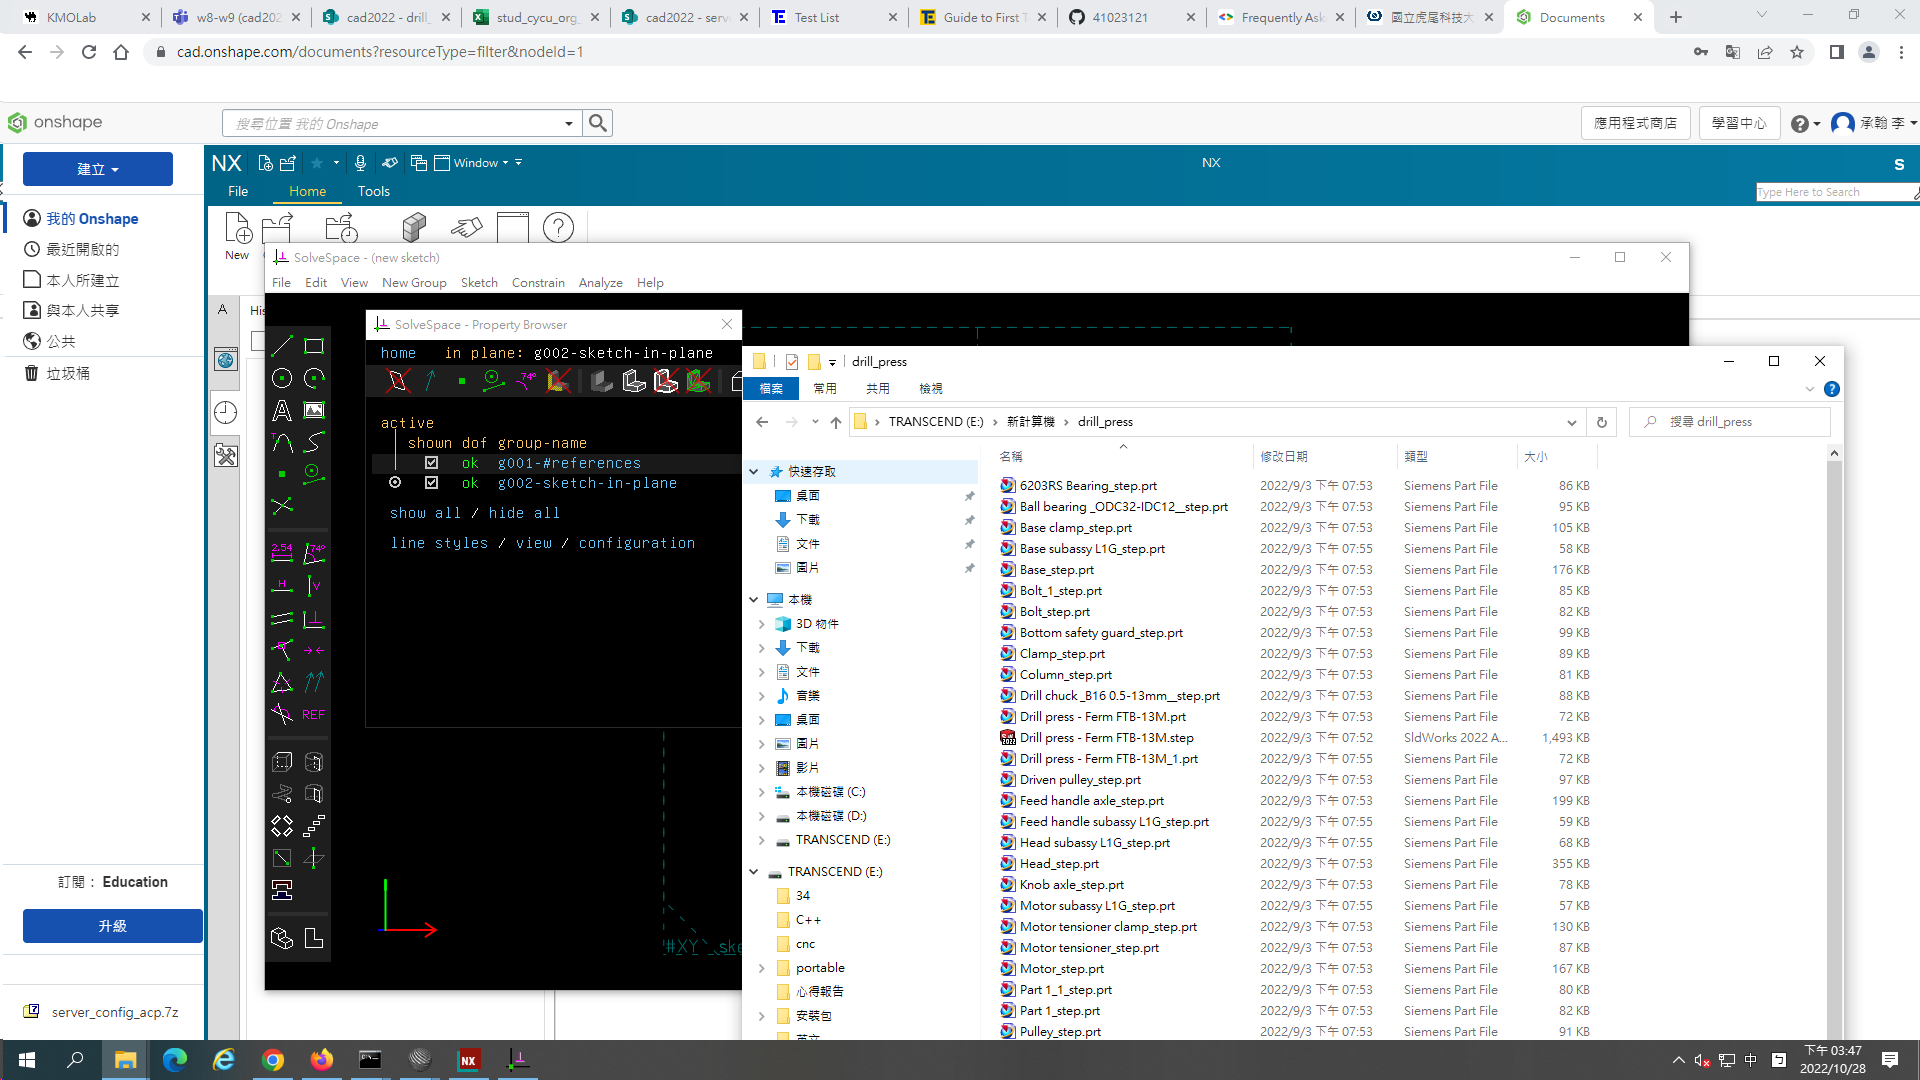 KMOLab
w8-w9 (cad202
cad2022 - drill_
stud_cycu_org_
cad2022 - serv
Test List
Guide to First T
41023121
Frequently Ask
國立虎尾科技大
Documents
cad.onshape.com/documents?resourceType=filter&nodeId=1
onshape
搜尋位置 我的 Onshape
應用程式商店
學習中心
承翰 李
建立
我的 Onshape
最近開啟的
本人所建立
與本人共享
公共
垃圾桶
訂閱： Education
升級
server_config_acp.7z
NX
Window
NX
S
File Home Tools
Type Here to Search
New
A
His
SolveSpace - (new sketch)
File Edit View New Group Sketch Constrain Analyze Help
SolveSpace - Property Browser
home in plane: g002-sketch-in-plane
active
shown dof group-name
ok g001-#references
ok g002-sketch-in-plane
show all / hide all
line styles / view / configuration
2.54
74°
H
V
REF
drill_press
檔案 常用 共用 檢視
TRANSCEND (E:) › 新計算機 › drill_press
搜尋 drill_press
快速存取
桌面
下載
文件
圖片
本機
3D 物件
下載
文件
音樂
桌面
圖片
影片
本機磁碟 (C:)
本機磁碟 (D:)
TRANSCEND (E:)
TRANSCEND (E:)
34
C++
cnc
portable
心得報告
安裝包
英文
名稱 修改日期 類型 大小
6203RS Bearing_step.prt 2022/9/3 下午 07:53 Siemens Part File 86 KB
Ball bearing _ODC32-IDC12__step.prt 2022/9/3 下午 07:53 Siemens Part File 95 KB
Base clamp_step.prt 2022/9/3 下午 07:53 Siemens Part File 105 KB
Base subassy L1G_step.prt 2022/9/3 下午 07:55 Siemens Part File 58 KB
Base_step.prt 2022/9/3 下午 07:53 Siemens Part File 176 KB
Bolt_1_step.prt 2022/9/3 下午 07:53 Siemens Part File 85 KB
Bolt_step.prt 2022/9/3 下午 07:53 Siemens Part File 82 KB
Bottom safety guard_step.prt 2022/9/3 下午 07:53 Siemens Part File 99 KB
Clamp_step.prt 2022/9/3 下午 07:53 Siemens Part File 89 KB
Column_step.prt 2022/9/3 下午 07:53 Siemens Part File 81 KB
Drill chuck _B16 0.5-13mm__step.prt 2022/9/3 下午 07:53 Siemens Part File 88 KB
Drill press - Ferm FTB-13M.prt 2022/9/3 下午 07:53 Siemens Part File 72 KB
Drill press - Ferm FTB-13M.step 2022/9/3 下午 07:52 SldWorks 2022 A... 1,493 KB
Drill press - Ferm FTB-13M_1.prt 2022/9/3 下午 07:55 Siemens Part File 72 KB
Driven pulley_step.prt 2022/9/3 下午 07:53 Siemens Part File 97 KB
Feed handle axle_step.prt 2022/9/3 下午 07:53 Siemens Part File 199 KB
Feed handle subassy L1G_step.prt 2022/9/3 下午 07:55 Siemens Part File 59 KB
Head subassy L1G_step.prt 2022/9/3 下午 07:55 Siemens Part File 68 KB
Head_step.prt 2022/9/3 下午 07:53 Siemens Part File 355 KB
Knob axle_step.prt 2022/9/3 下午 07:53 Siemens Part File 78 KB
Motor subassy L1G_step.prt 2022/9/3 下午 07:55 Siemens Part File 57 KB
Motor tensioner clamp_step.prt 2022/9/3 下午 07:53 Siemens Part File 130 KB
Motor tensioner_step.prt 2022/9/3 下午 07:53 Siemens Part File 87 KB
Motor_step.prt 2022/9/3 下午 07:53 Siemens Part File 167 KB
Part 1_1_step.prt 2022/9/3 下午 07:53 Siemens Part File 80 KB
Part 1_step.prt 2022/9/3 下午 07:53 Siemens Part File 82 KB
Pulley_step.prt 2022/9/3 下午 07:53 Siemens Part File 91 KB
中
下午 03:47
2022/10/28